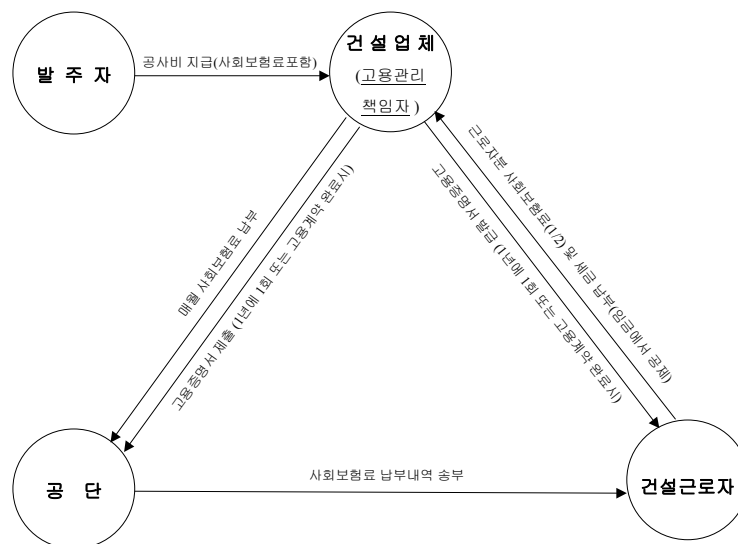 발 주 자
공사비 지급(사회보험료포함)
건 설 업 체
(고용관리
책임자 )
매월 사회보험료 납부
고용증명서 제출 (1년에 1회 또는 고용계약 완료시)
고용증명서 발급 (1년에 1회 또는 고용계약 완료시)
근로자분 사회보험료(1/2) 및 세금 납부(임금에서 공제)
공 단
사회보험료 납부내역 송부
건설근로자